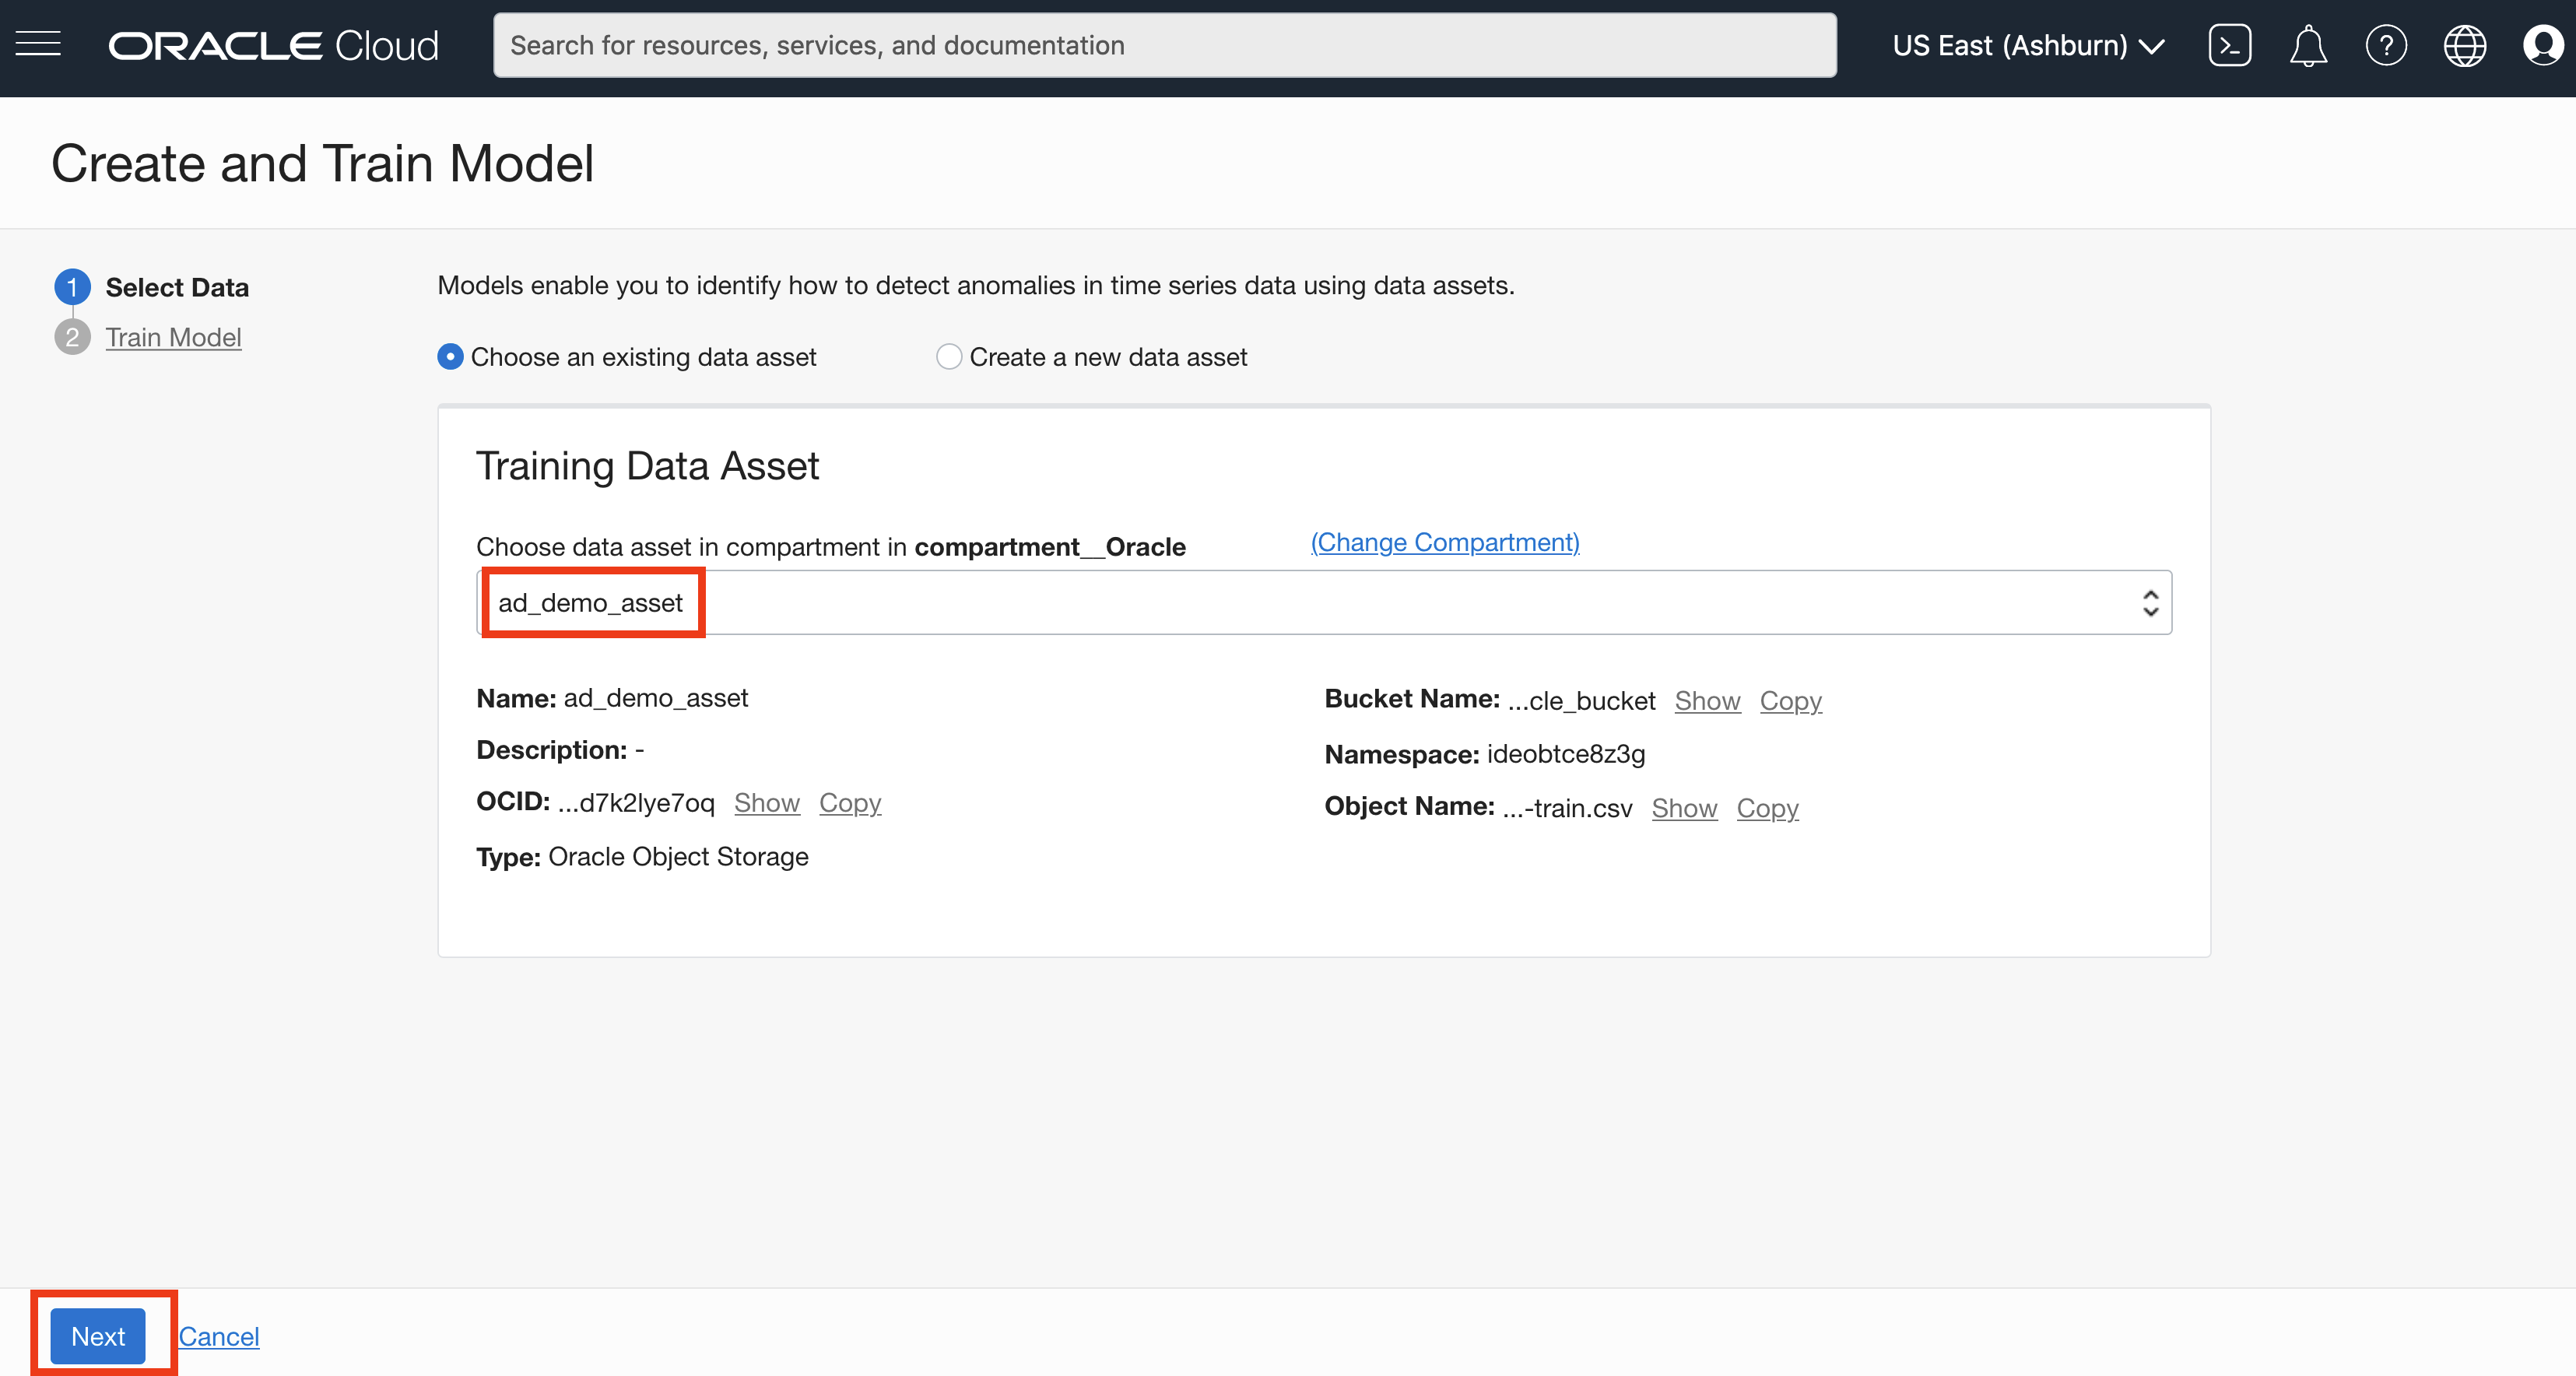 ORACLE Cloud
Search for resources, services, and documentation
US East (Ashburn)
Create and Train Model
1 Select Data
2 Train Model
Models enable you to identify how to detect anomalies in time series data using data assets.
Choose an existing data asset
Create a new data asset
Training Data Asset
Choose data asset in compartment in compartment__Oracle (Change Compartment)
ad_demo_asset
Name: ad_demo_asset
Description: -
OCID: ...d7k2lye7oq Show Copy
Type: Oracle Object Storage
Bucket Name: ...cle_bucket Show Copy
Namespace: ideobtce8z3g
Object Name: ...-train.csv Show Copy
Next Cancel